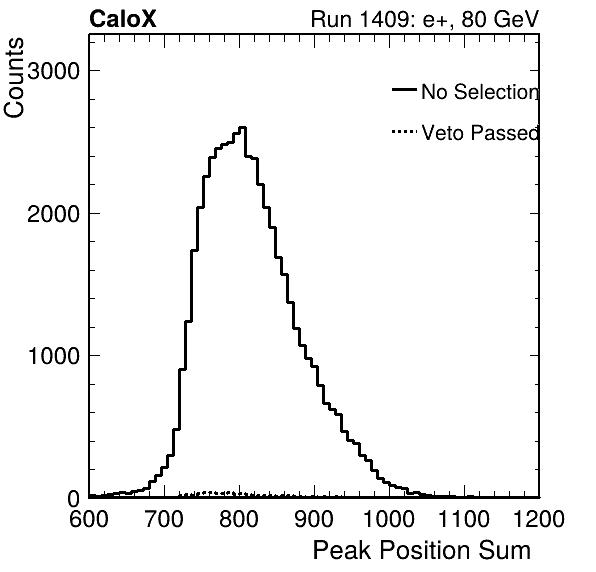 CaloX
Run 1409: e+, 80 GeV
Counts
3000
2000
1000
0
No Selection
Veto Passed
600 700 800 900 1000 1100 1200
Peak Position Sum